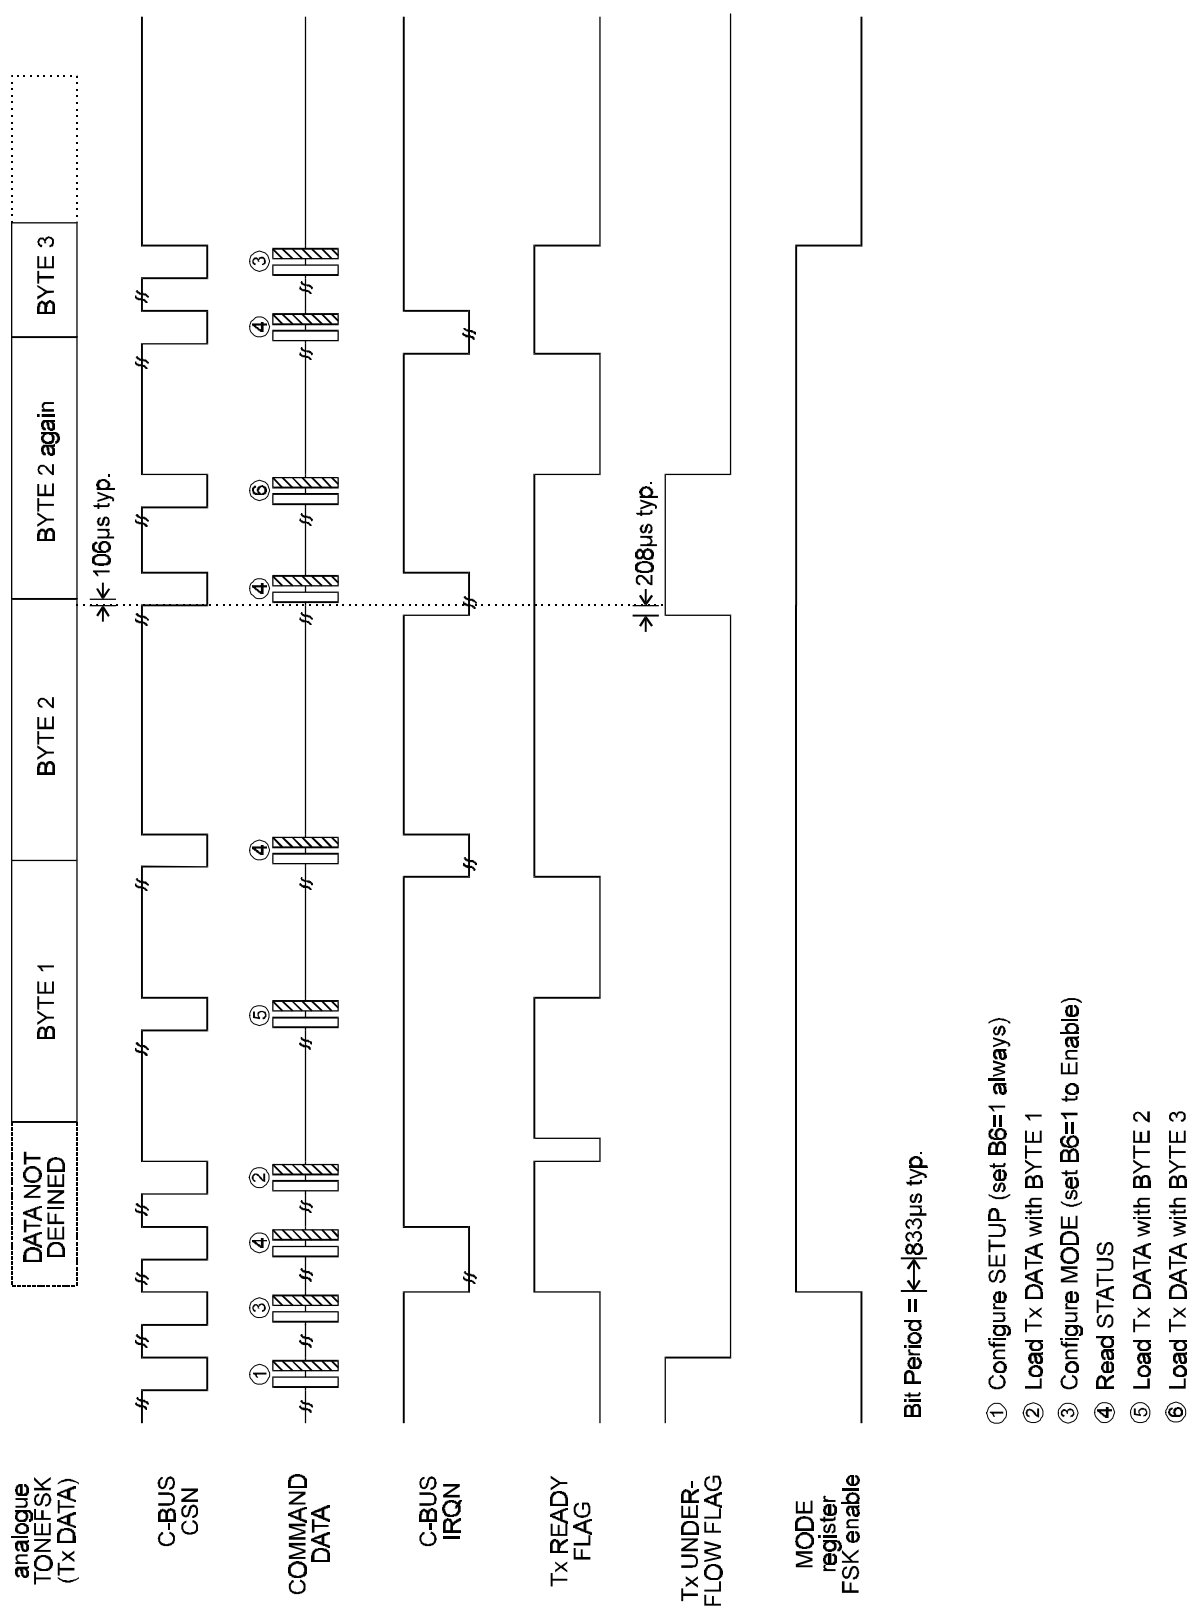 analogue
TONEFSK
(Tx DATA)
DATA NOT
DEFINED
BYTE 1
BYTE 2
BYTE 2 again
BYTE 3
106µs typ.
C-BUS
CSN
COMMAND
DATA
1
3
4
2
5
4
4
6
4
3
C-BUS
IRQN
Tx READY
FLAG
Tx UNDER-
FLOW FLAG
208µs typ.
MODE
register
FSK enable
Bit Period = 833µs typ.
1 Configure SETUP (set B6=1 always)
2 Load Tx DATA with BYTE 1
3 Configure MODE (set B6=1 to Enable)
4 Read STATUS
5 Load Tx DATA with BYTE 2
6 Load Tx DATA with BYTE 3